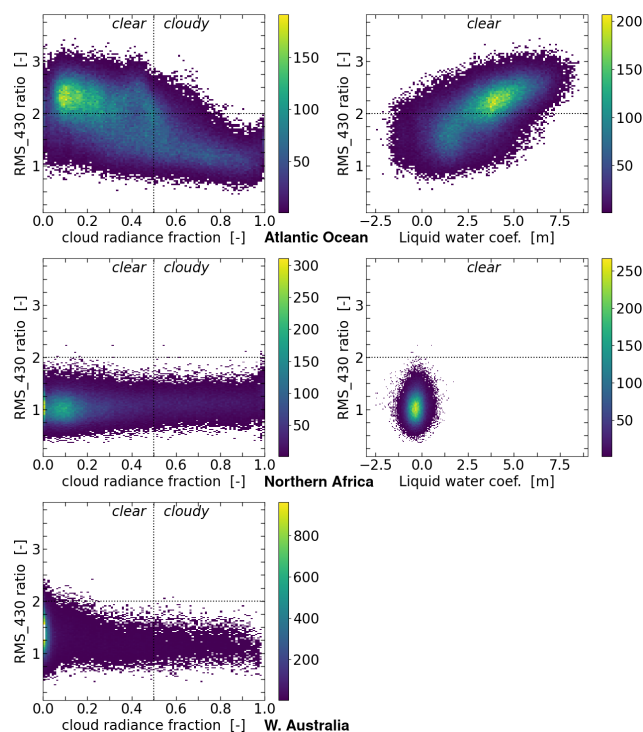 clear cloudy
RMS_430 ratio [-]
3
2
1
0.0 0.2 0.4 0.6 0.8 1.0
cloud radiance fraction [-]
150
100
50
clear
RMS_430 ratio [-]
3
2
1
−2.5 0.0 2.5 5.0 7.5
Liquid water coef. [m]
200
150
100
50
Atlantic Ocean
clear cloudy
RMS_430 ratio [-]
3
2
1
0.0 0.2 0.4 0.6 0.8 1.0
cloud radiance fraction [-]
300
250
200
150
100
50
clear
RMS_430 ratio [-]
3
2
1
−2.5 0.0 2.5 5.0 7.5
Liquid water coef. [m]
250
200
150
100
50
Northern Africa
clear cloudy
RMS_430 ratio [-]
3
2
1
0.0 0.2 0.4 0.6 0.8 1.0
cloud radiance fraction [-]
800
600
400
200
W. Australia